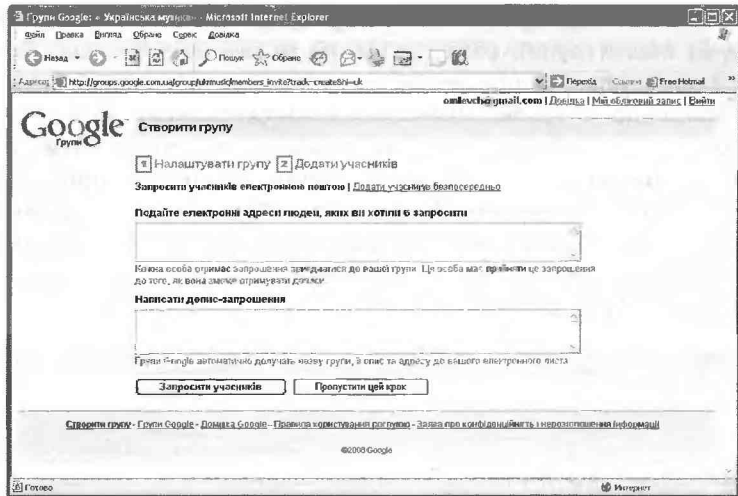 Групи Google: « Українська музика» - Microsoft Internet Explorer
Файл Правка Вигляд Обране Сервіс Довідка
Назад Пошук Обране
Адреса: http://groups.google.com.ua/group/ukrmusic/members_invite?track=create&hl=uk Перехід Free Hotmail
omlevch@gmail.com | Довідка | Мій обліковий запис | Вийти
Google Групи
Створити групу
1 Налаштувати групу 2 Додати учасників
Запросити учасників електронною поштою | Додати учасників безпосередньо
Подайте електронні адреси людей, яких ви хотіли б запросити
Кожна особа отримає запрошення приєднатися до вашої групи. Ця особа має прийняти це запрошення
до того, як вона зможе отримувати дописи.
Написати допис-запрошення
Групи Google автоматично долучать назву групи, її опис та адресу до вашого електронного листа
Запросити учасників Пропустити цей крок
Створити групу - Групи Google - Домівка Google - Правила користування послугою - Заява про конфіденційність і нерозголошення інформації
©2008 Google
Готово Интернет